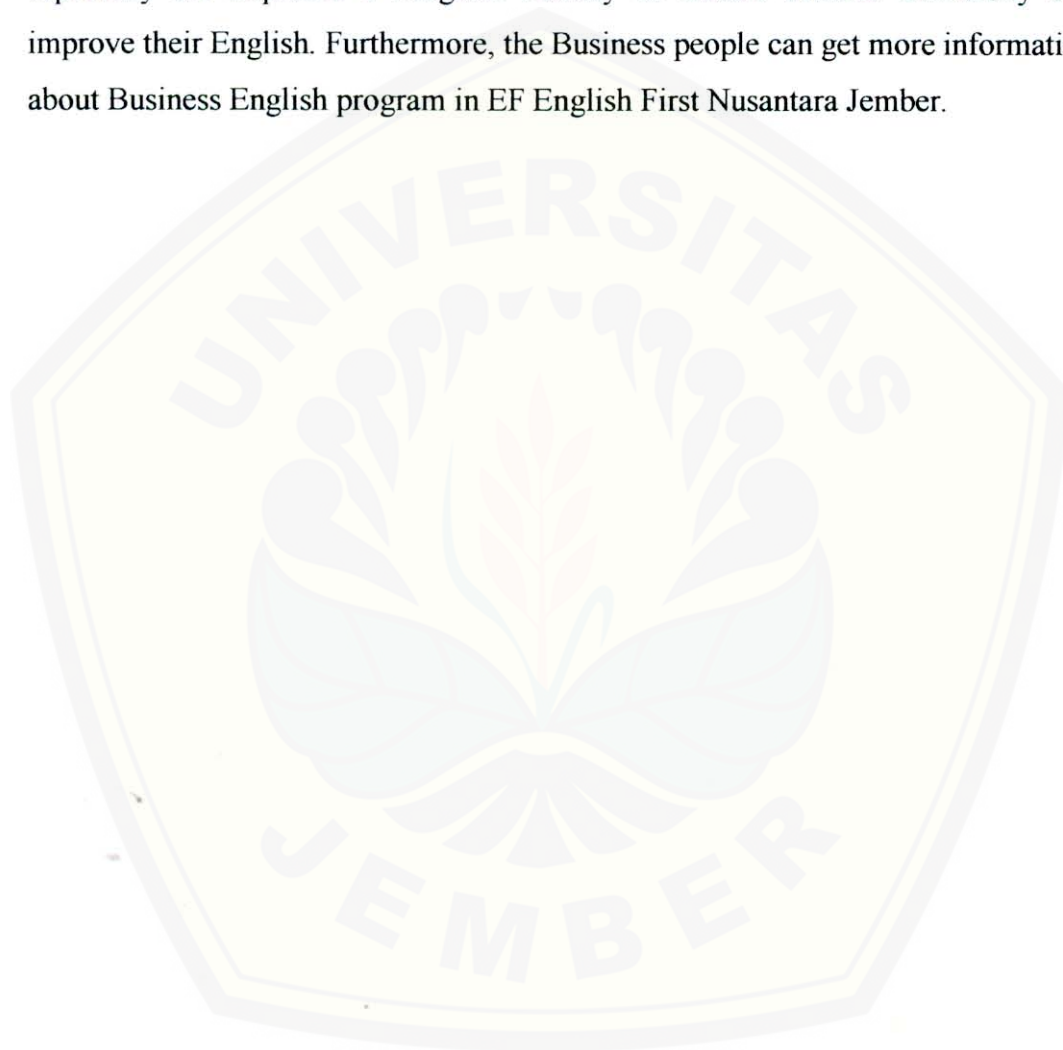 improve their English. Furthermore, the Business people can get more informati
about Business English program in EF English First Nusantara Jember.
UNIVERSITAS
JEMBER